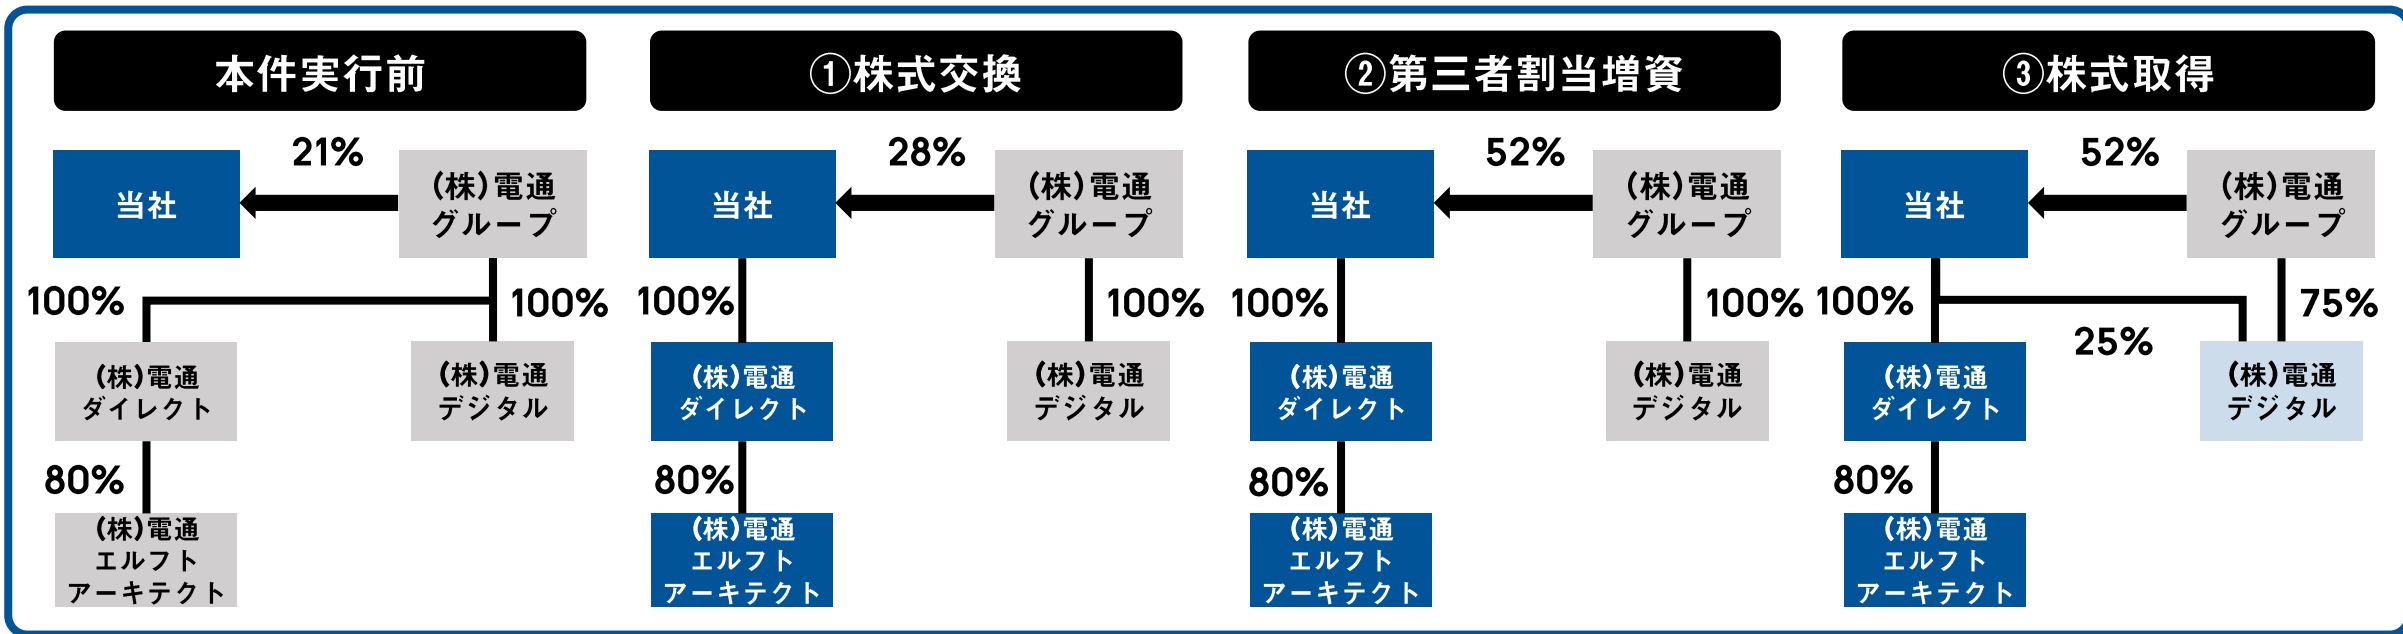 本件実行前
21%
当社
(株)電通
グループ
100%
100%
(株)電通
ダイレクト
(株)電通
デジタル
80%
(株)電通
エルフト
アーキテクト
①株式交換
28%
当社
(株)電通
グループ
100%
100%
(株)電通
ダイレクト
(株)電通
デジタル
80%
(株)電通
エルフト
アーキテクト
②第三者割当増資
52%
当社
(株)電通
グループ
100%
100%
(株)電通
ダイレクト
(株)電通
デジタル
80%
(株)電通
エルフト
アーキテクト
③株式取得
52%
当社
(株)電通
グループ
100%
75%
25%
(株)電通
ダイレクト
(株)電通
デジタル
80%
(株)電通
エルフト
アーキテクト